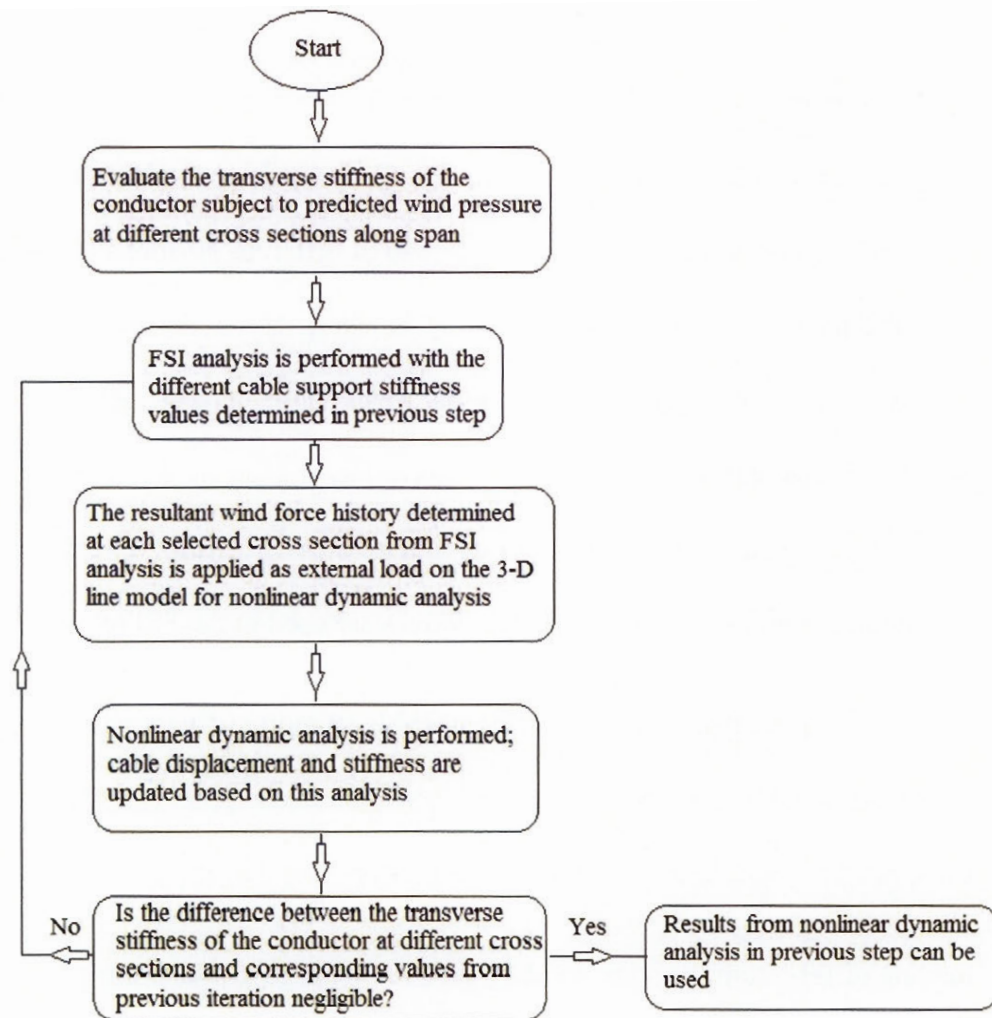 Start
Evaluate the transverse stiffness of the
conductor subject to predicted wind pressure
at different cross sections along span
FSI analysis is performed with the
different cable support stiffness
values determined in previous step
The resultant wind force history determined
at each selected cross section from FSI
analysis is applied as external load on the 3-D
line model for nonlinear dynamic analysis
Nonlinear dynamic analysis is performed;
cable displacement and stiffness are
updated based on this analysis
No
Is the difference between the transverse
stiffness of the conductor at different cross
sections and corresponding values from
previous iteration negligible?
Yes
Results from nonlinear dynamic
analysis in previous step can be
used